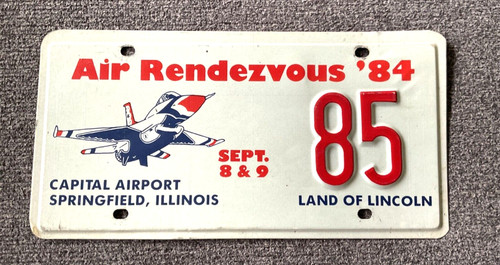 Air Rendezvous '84
85
SEPT.
8 & 9
CAPITAL AIRPORT
SPRINGFIELD, ILLINOIS
LAND OF LINCOLN